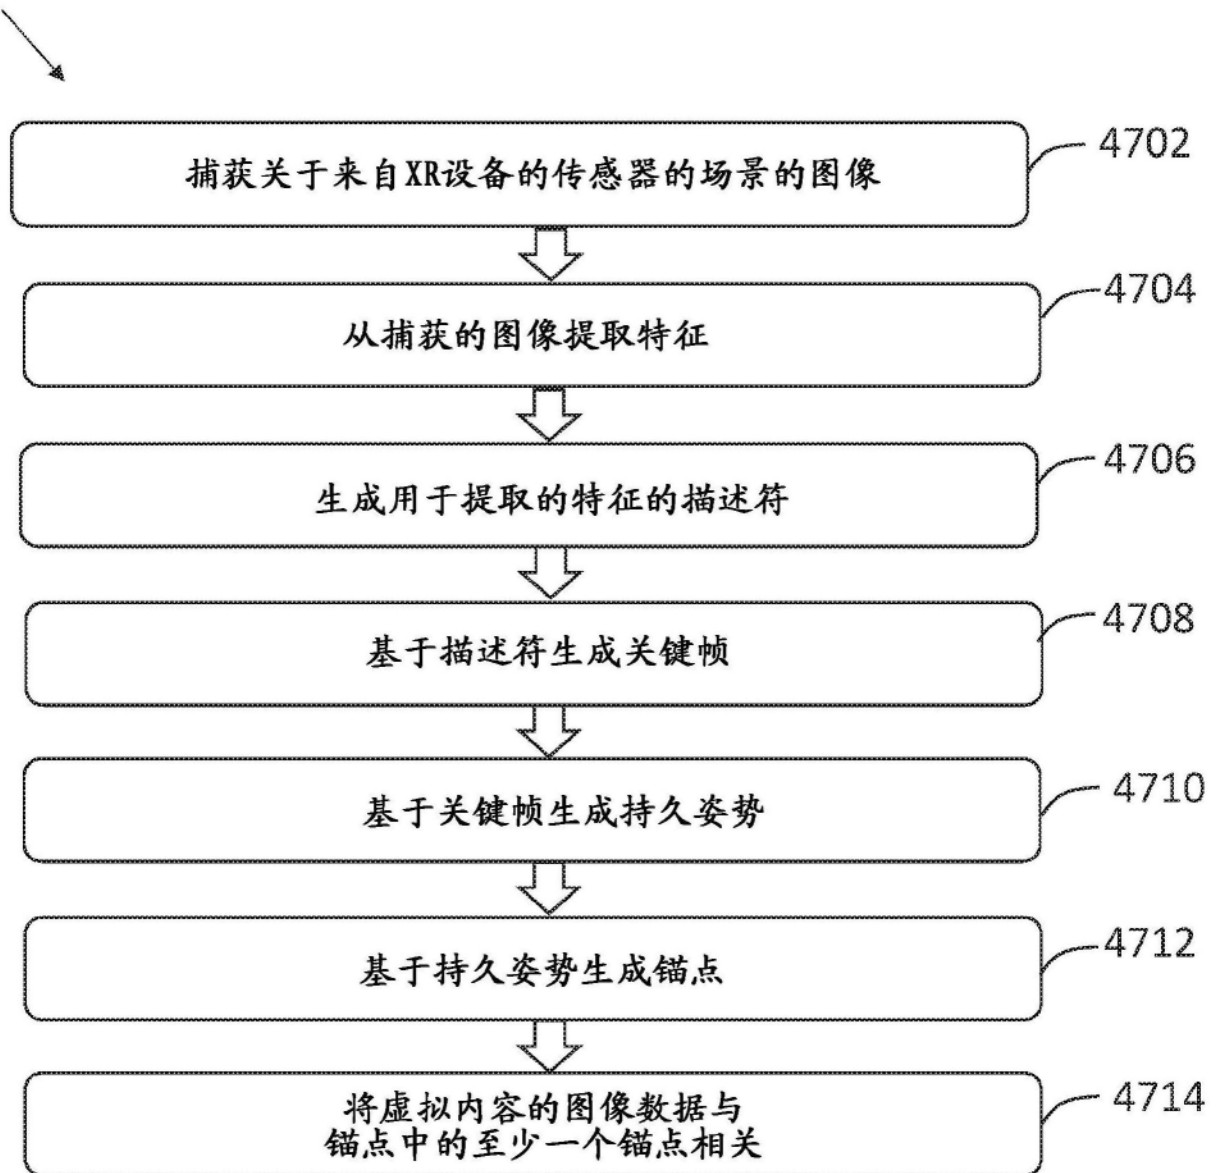 捕获关于来自XR设备的传感器的场景的图像
4702
从捕获的图像提取特征
4704
生成用于提取的特征的描述符
4706
基于描述符生成关键帧
4708
基于关键帧生成持久姿势
4710
基于持久姿势生成锚点
4712
将虚拟内容的图像数据与
锚点中的至少一个锚点相关
4714